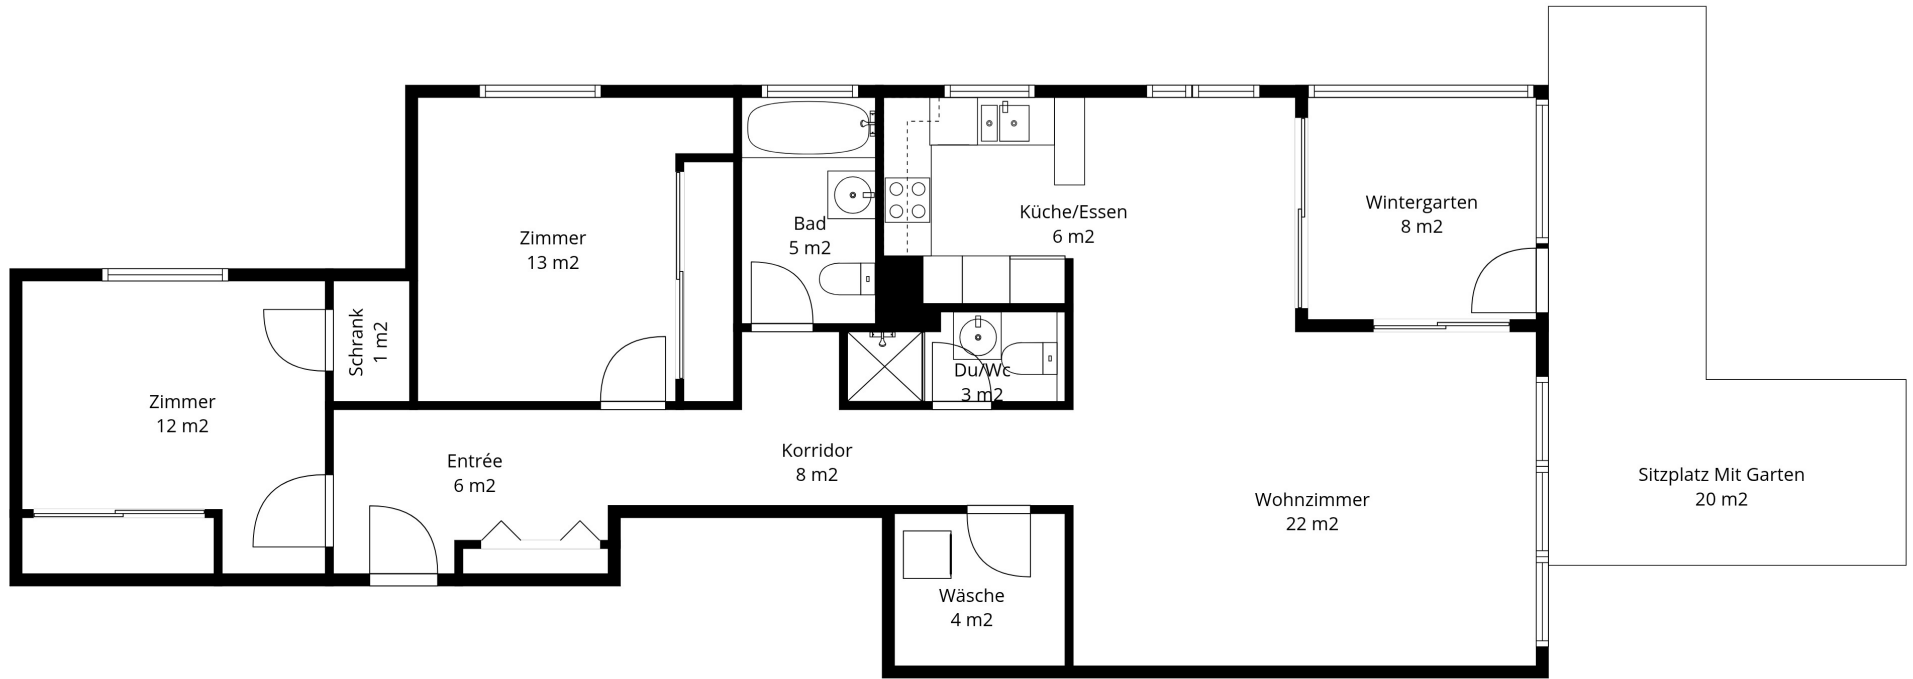 Zimmer
12 m2
Schrank
1 m2
Zimmer
13 m2
Entrée
6 m2
Bad
5 m2
Korridor
8 m2
Küche/Essen
6 m2
Du/Wc
3 m2
Wäsche
4 m2
Wohnzimmer
22 m2
Wintergarten
8 m2
Sitzplatz Mit Garten
20 m2